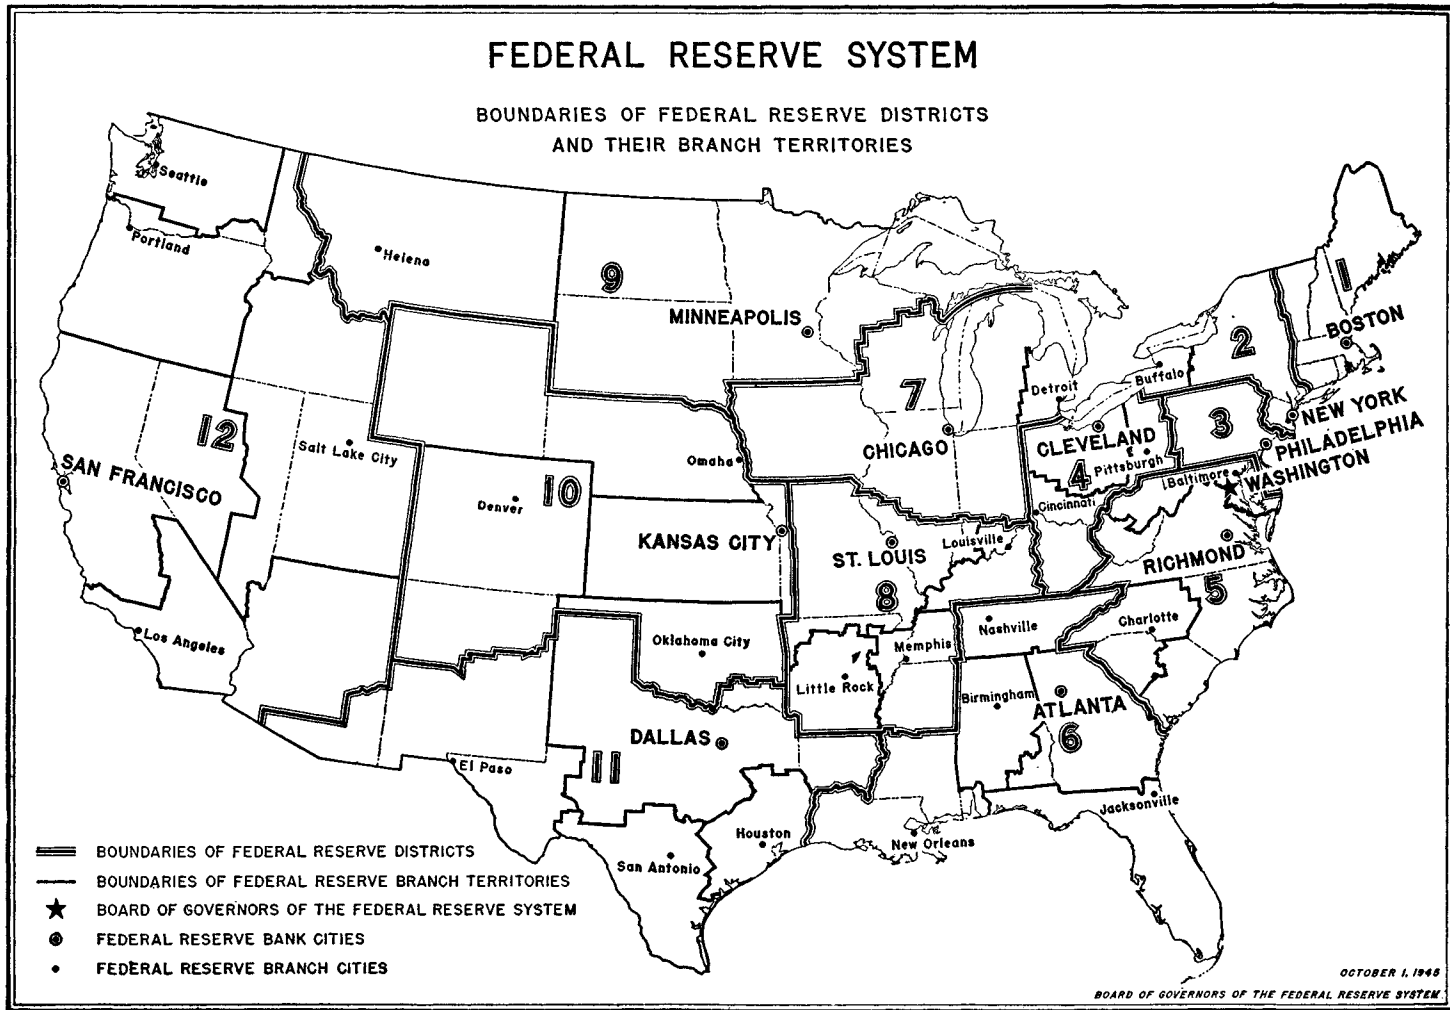 FEDERAL RESERVE SYSTEM
BOUNDARIES OF FEDERAL RESERVE DISTRICTS
AND THEIR BRANCH TERRITORIES
Seattle
Portland
Helena
9
MINNEAPOLIS
1
BOSTON
2
Buffalo
Detroit
7
CHICAGO
NEW YORK
3
PHILADELPHIA
CLEVELAND
4
Pittsburgh
WASHINGTON
Baltimore
12
Salt Lake City
SAN FRANCISCO
Omaha
10
Denver
Cincinnati
KANSAS CITY
ST. LOUIS
Louisville
RICHMOND
8
5
Los Angeles
Oklahoma City
Nashville
Charlotte
Memphis
Little Rock
Birmingham
ATLANTA
6
DALLAS
11
El Paso
Jacksonville
Houston
New Orleans
San Antonio
BOUNDARIES OF FEDERAL RESERVE DISTRICTS
BOUNDARIES OF FEDERAL RESERVE BRANCH TERRITORIES
BOARD OF GOVERNORS OF THE FEDERAL RESERVE SYSTEM
FEDERAL RESERVE BANK CITIES
FEDERAL RESERVE BRANCH CITIES
OCTOBER 1,
BOARD OF GOVERNORS OF THE FEDERAL RESERVE SYSTEM